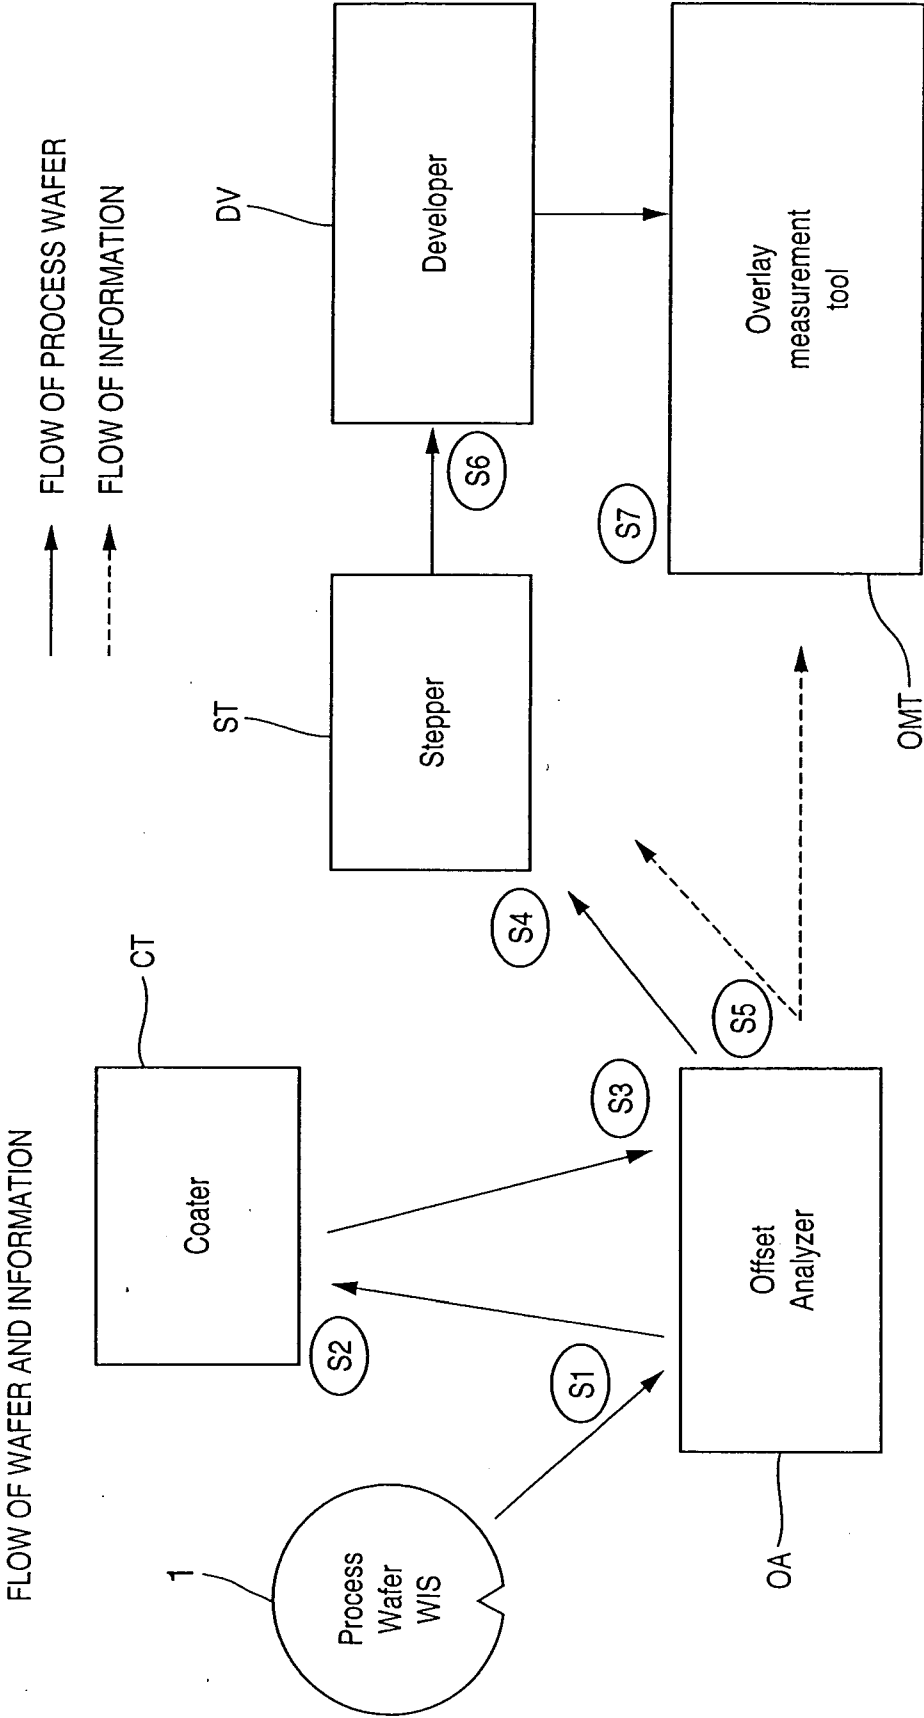 FLOW OF WAFER AND INFORMATION
FLOW OF PROCESS WAFER
FLOW OF INFORMATION
1
Process
Wafer
WIS
CT
Coater
ST
Stepper
DV
Developer
S1
S2
S3
S4
S5
S6
S7
OA
Offset
Analyzer
OMT
Overlay
measurement
tool